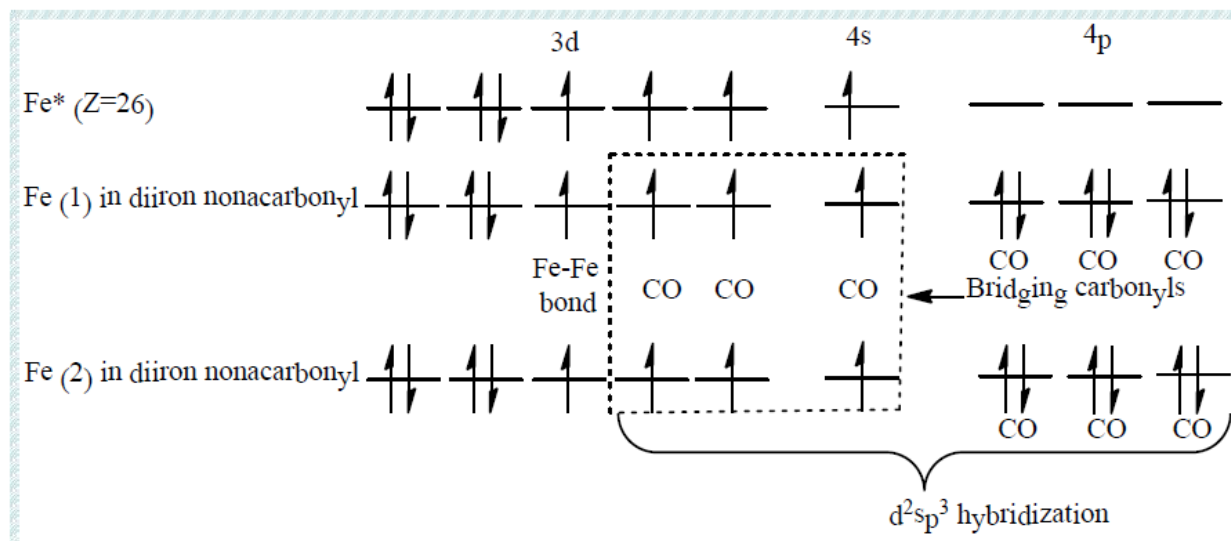 3d 4s 4p
Fe* (Z=26)
Fe (1) in diiron nonacarbonyl
CO CO CO
Fe-Fe
bond
CO CO CO
Bridging carbonyls
Fe (2) in diiron nonacarbonyl
CO CO CO
d²sp³ hybridization